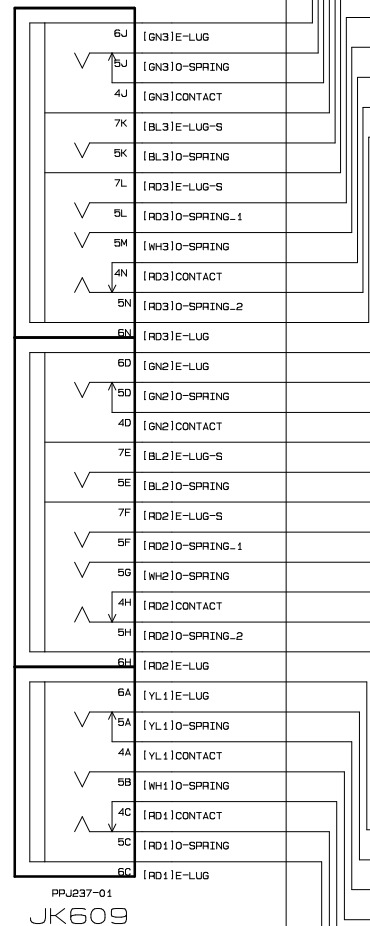 6J [GN3]E-LUG
5J [GN3]O-SPRING
4J [GN3]CONTACT
7K [BL3]E-LUG-S
5K [BL3]O-SPRING
7L [RD3]E-LUG-S
5L [RD3]O-SPRING_1
5M [WH3]O-SPRING
4N [RD3]CONTACT
5N [RD3]O-SPRING_2
6N [RD3]E-LUG
6D [GN2]E-LUG
5D [GN2]O-SPRING
4D [GN2]CONTACT
7E [BL2]E-LUG-S
5E [BL2]O-SPRING
7F [RD2]E-LUG-S
5F [RD2]O-SPRING_1
5G [WH2]O-SPRING
4H [RD2]CONTACT
5H [RD2]O-SPRING_2
6H [RD2]E-LUG
6A [YL1]E-LUG
5A [YL1]O-SPRING
4A [YL1]CONTACT
5B [WH1]O-SPRING
4C [RD1]CONTACT
5C [RD1]O-SPRING
6C [RD1]E-LUG
PPJ237-01
JK609